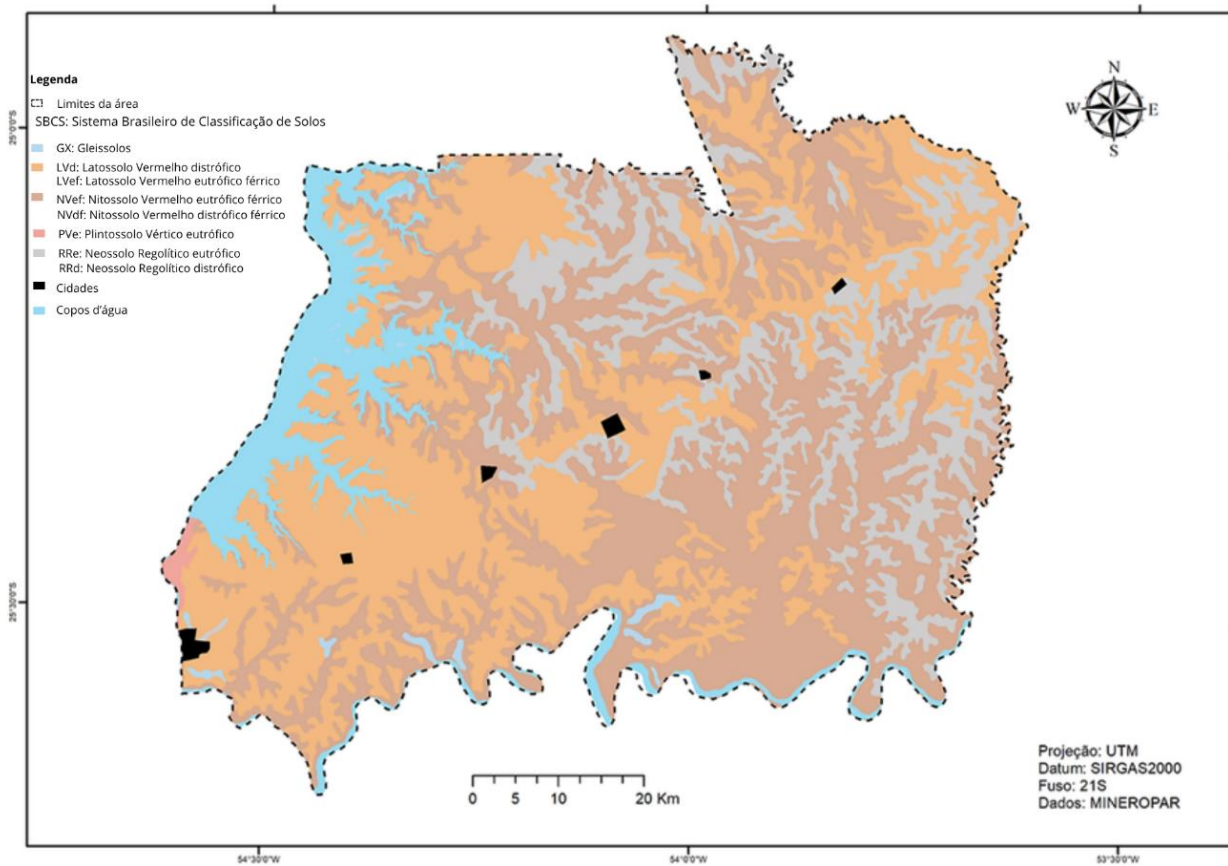 Legenda
Limites da área
SBCS: Sistema Brasileiro de Classificação de Solos
GX: Gleissolos
LVd: Latossolo Vermelho distrófico
LVef: Latossolo Vermelho eutrófico férrico
NVef: Nitossolo Vermelho eutrófico férrico
NVdf: Nitossolo Vermelho distrófico férrico
PVe: Plintossolo Vértico eutrófico
RRe: Neossolo Regolítico eutrófico
RRd: Neossolo Regolítico distrófico
Cidades
Copos d'água
N
W E
S
25°0'0"S
25°30'0"S
0 5 10 20 Km
Projeção: UTM
Datum: SIRGAS2000
Fuso: 21S
Dados: MINEROPAR
54°30'0"W 54°0'0"W 53°30'0"W